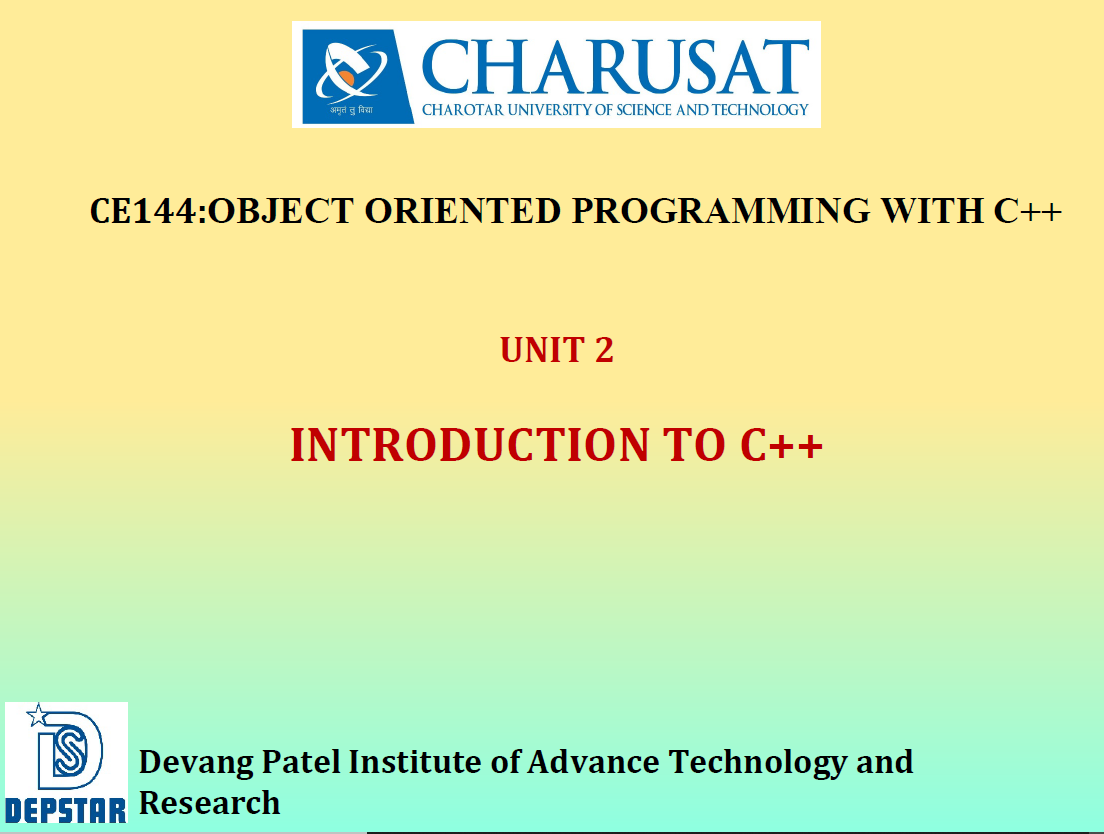 CHARUSAT
अमृतं तु विद्या
CHAROTAR UNIVERSITY OF SCIENCE AND TECHNOLOGY
CE144:OBJECT ORIENTED PROGRAMMING WITH C++
UNIT 2
INTRODUCTION TO C++
DEPSTAR
Devang Patel Institute of Advance Technology and
Research